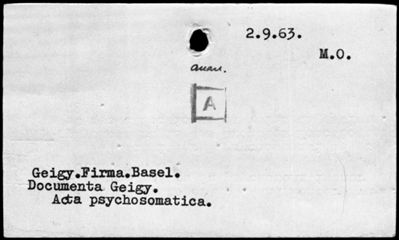 2.9.63.
M.O.
A
Geigy.Firma.Basel.
Documenta Geigy.
Acta psychosomatica.